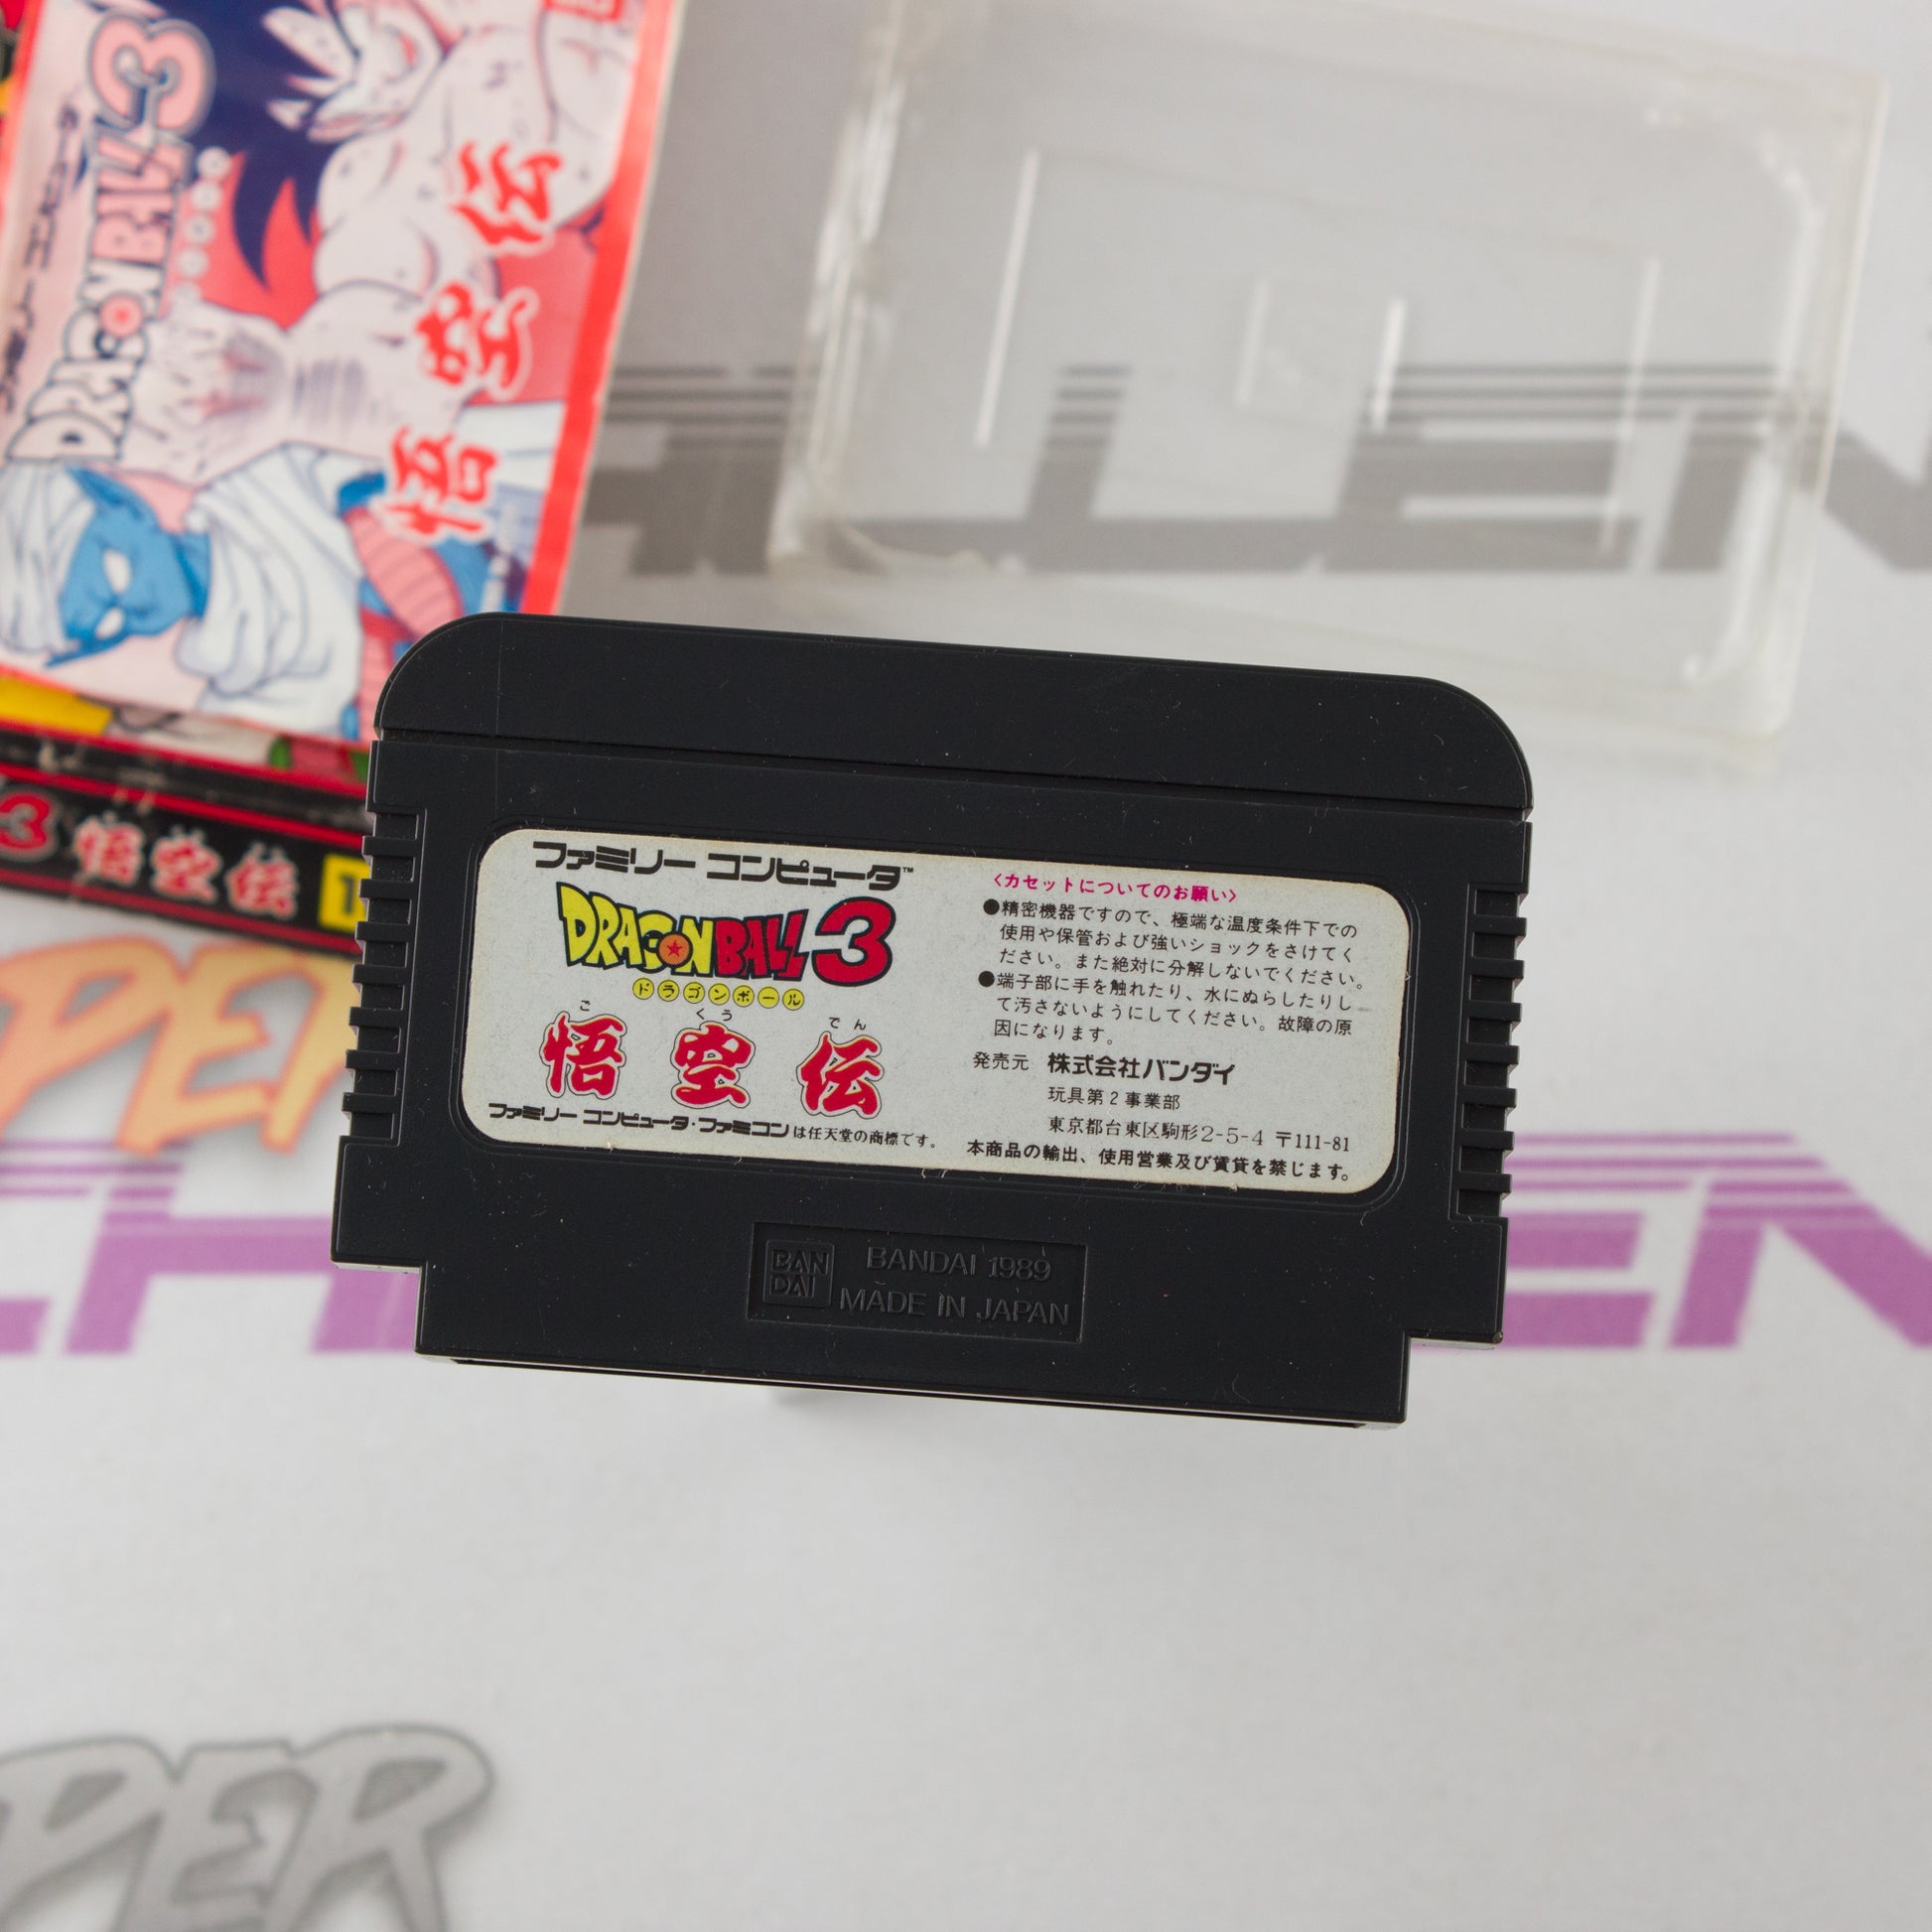 DRAGON BALL 3
悟空伝
3 悟空伝
ファミリー コンピュータ™
DRAGON BALL 3
ドラゴンボール
ご くう でん
悟空伝
ファミリー コンピュータ・ファミコンは任天堂の商標です。
〈カセットについてのお願い〉
●精密機器ですので、極端な温度条件下での
使用や保管および強いショックをさけてく
ださい。また絶対に分解しないでください。
●端子部に手を触れたり、水にぬらしたりし
て汚さないようにしてください。故障の原
因になります。
発売元 株式会社バンダイ
玩具第2事業部
東京都台東区駒形2-5-4 〒111-81
本商品の輸出、使用営業及び賃貸を禁じます。
BAN
DAI
BANDAI 1989
MADE IN JAPAN
PER